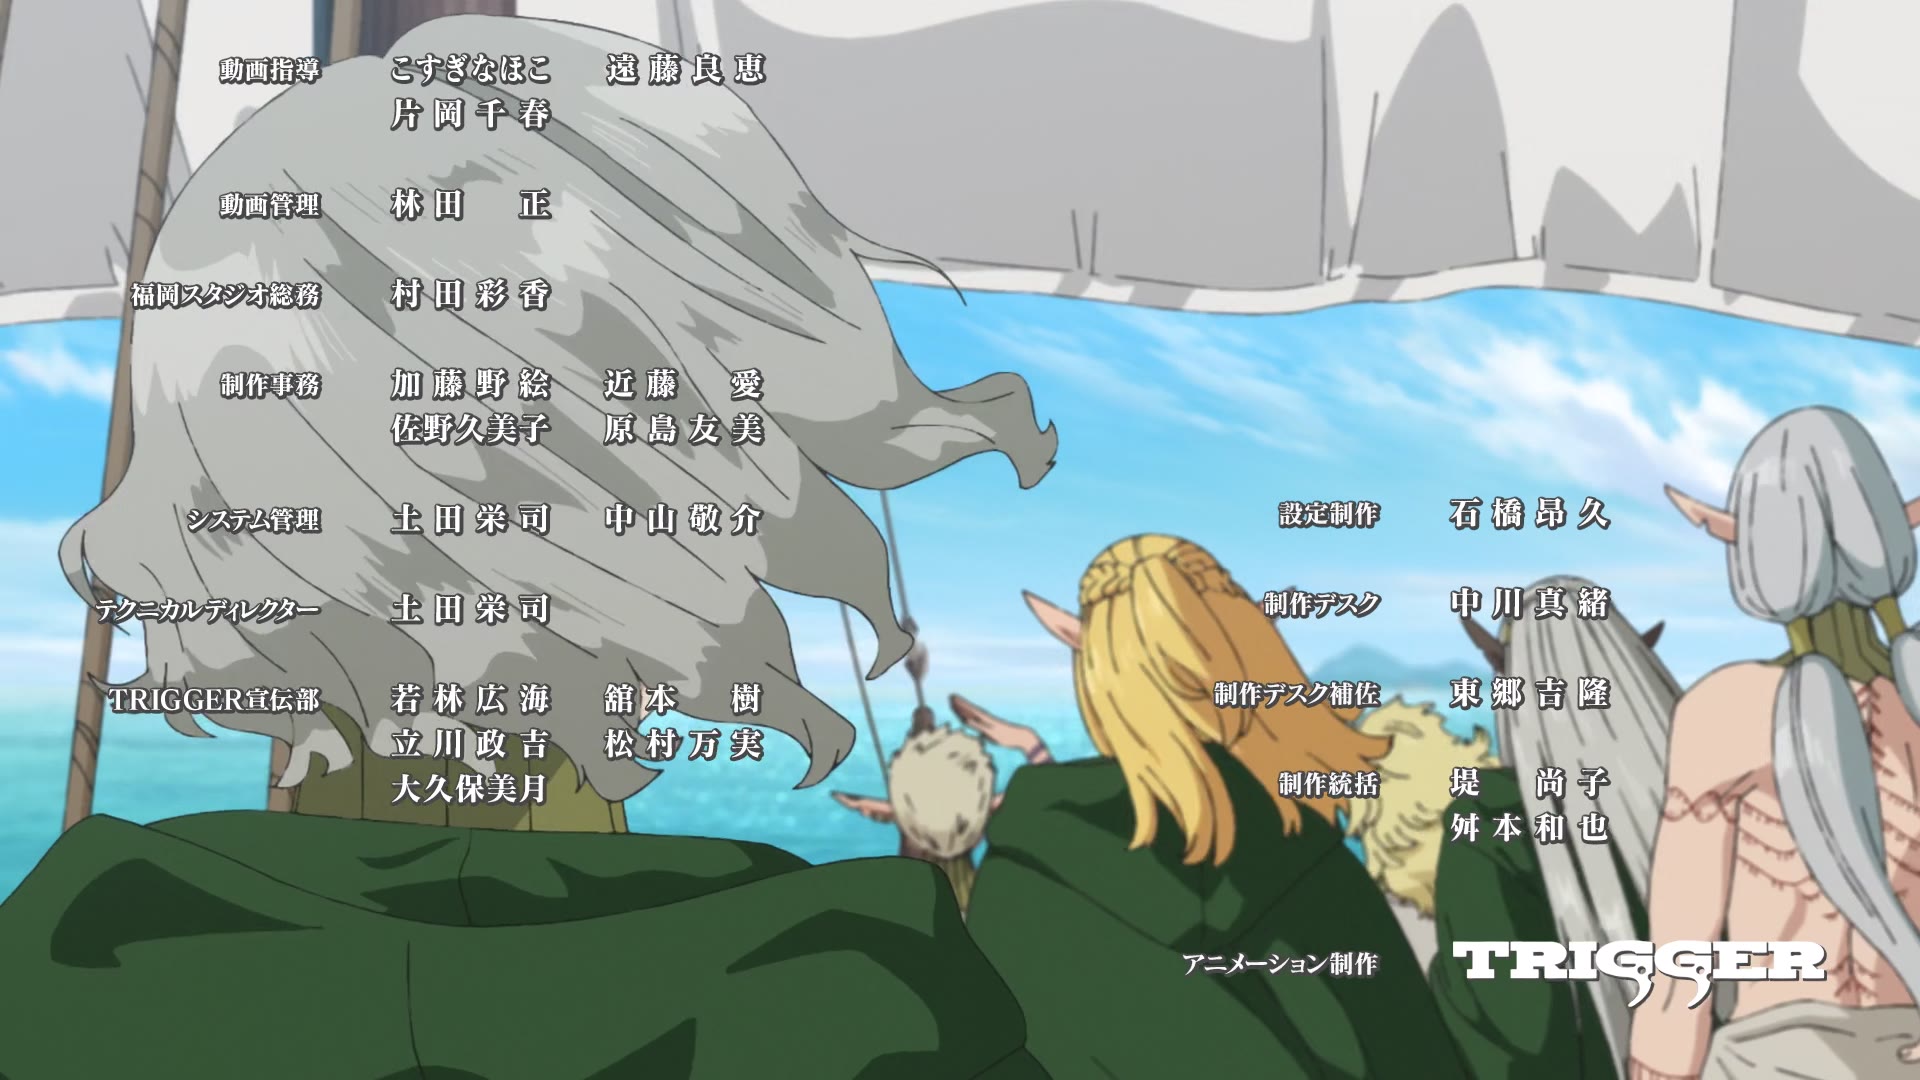 動画指導 こすぎなほこ 遠藤良恵
片岡千春
動画管理 林田 正
福岡スタジオ総務 村田彩香
制作事務 加藤野絵 近藤 愛
佐野久美子 原島友美
システム管理 土田栄司 中山敬介
テクニカルディレクター 土田栄司
TRIGGER宣伝部 若林広海 舘本 樹
立川政吉 松村万実
大久保美月
設定制作 石橋昂久
制作デスク 中川真緒
制作デスク補佐 東郷吉隆
制作統括 堤 尚子
舛本和也
アニメーション制作 TRIGGER